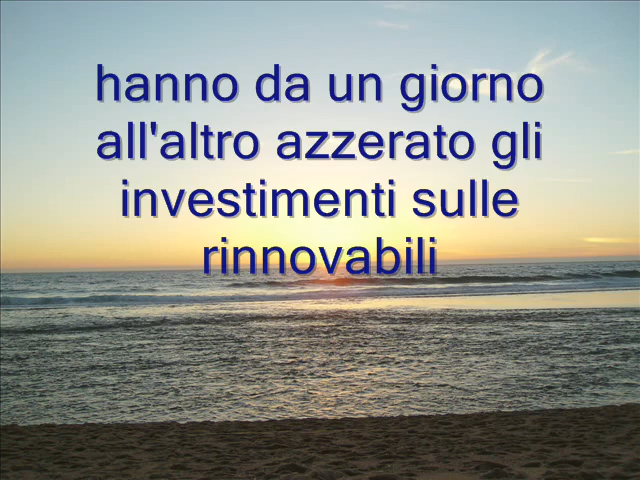 hanno da un giorno
all'altro azzerato gli
investimenti sulle
rinnovabili